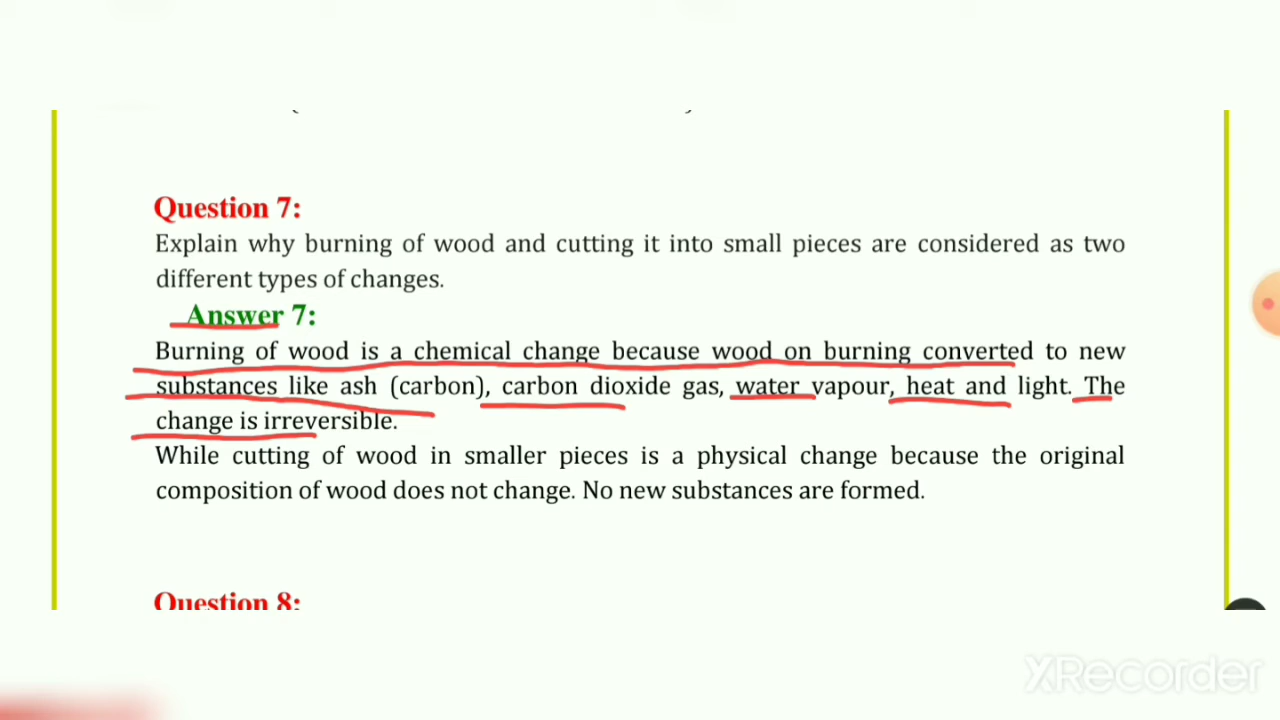 Question 7:
Explain why burning of wood and cutting it into small pieces are considered as two
different types of changes.
Answer 7:
Burning of wood is a chemical change because wood on burning converted to new
substances like ash (carbon), carbon dioxide gas, water vapour, heat and light. The
change is irreversible.
While cutting of wood in smaller pieces is a physical change because the original
composition of wood does not change. No new substances are formed.
Question 8:
XRecorder